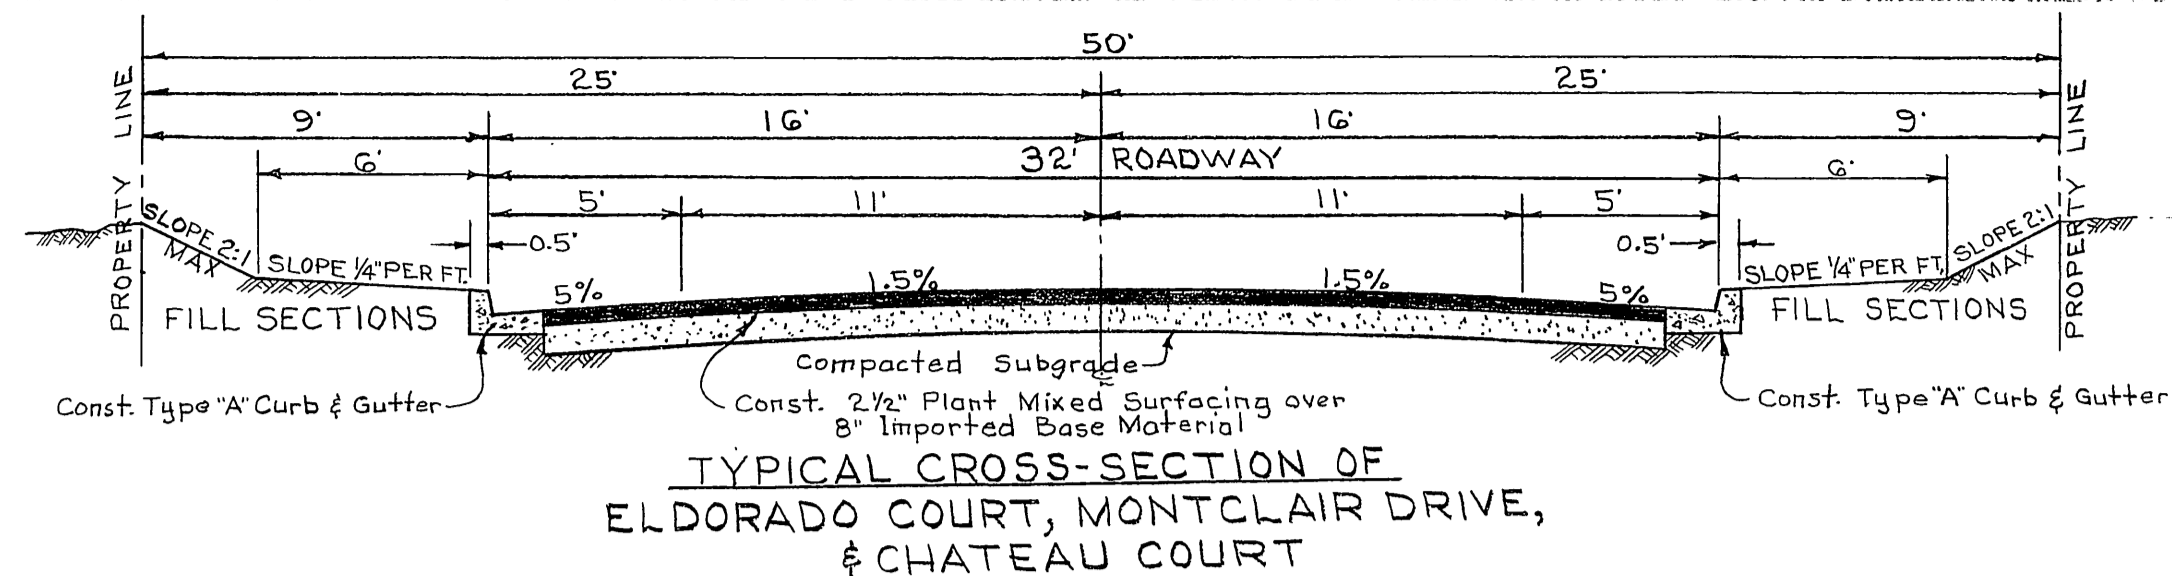 50'
25' 25'
9' 16' 16' 9'
6' 32' ROADWAY 6'
5' 11' 11' 5'
0.5' 0.5'
PROPERTY LINE
PROPERTY LINE
SLOPE 2:1
MAX
SLOPE 1/4" PER FT.
5% 1.5% 1.5% 5%
SLOPE 1/4" PER FT.
SLOPE 2:1
MAX
FILL SECTIONS
FILL SECTIONS
Compacted Subgrade
Const. Type "A" Curb & Gutter
Const. 2 1/2" Plant Mixed Surfacing over
8" Imported Base Material
Const. Type "A" Curb & Gutter
TYPICAL CROSS-SECTION OF
ELDORADO COURT, MONTCLAIR DRIVE,
& CHATEAU COURT